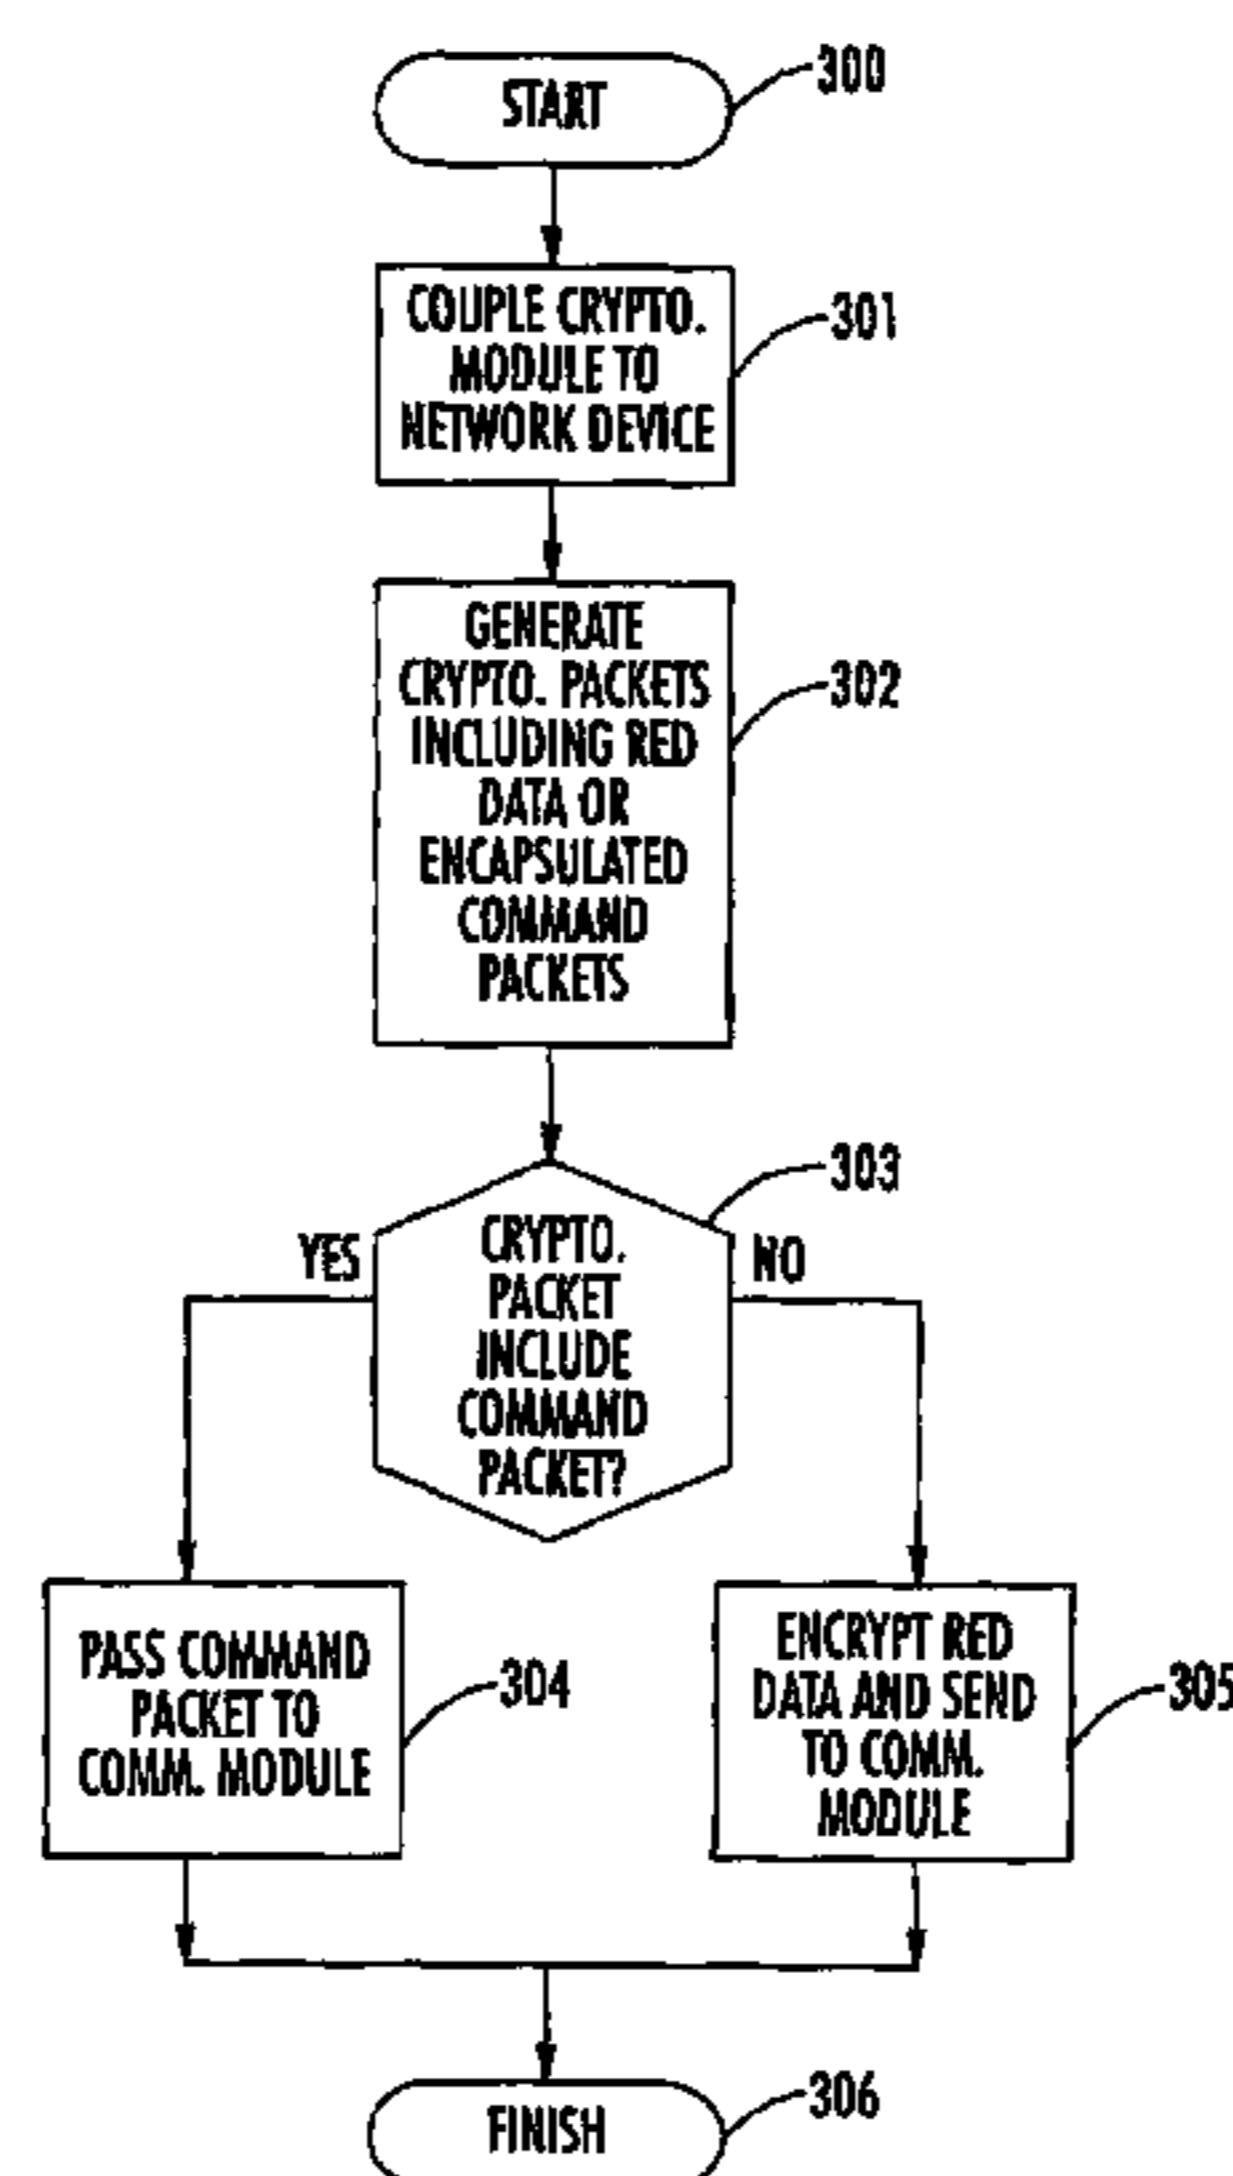 START
300
COUPLE CRYPTO.
MODULE TO
NETWORK DEVICE
301
GENERATE
CRYPTO. PACKETS
INCLUDING RED
DATA OR
ENCAPSULATED
COMMAND
PACKETS
302
303
YES
NO
CRYPTO.
PACKET
INCLUDE
COMMAND
PACKET?
PASS COMMAND
PACKET TO
COMM. MODULE
304
ENCRYPT RED
DATA AND SEND
TO COMM.
MODULE
305
FINISH
306